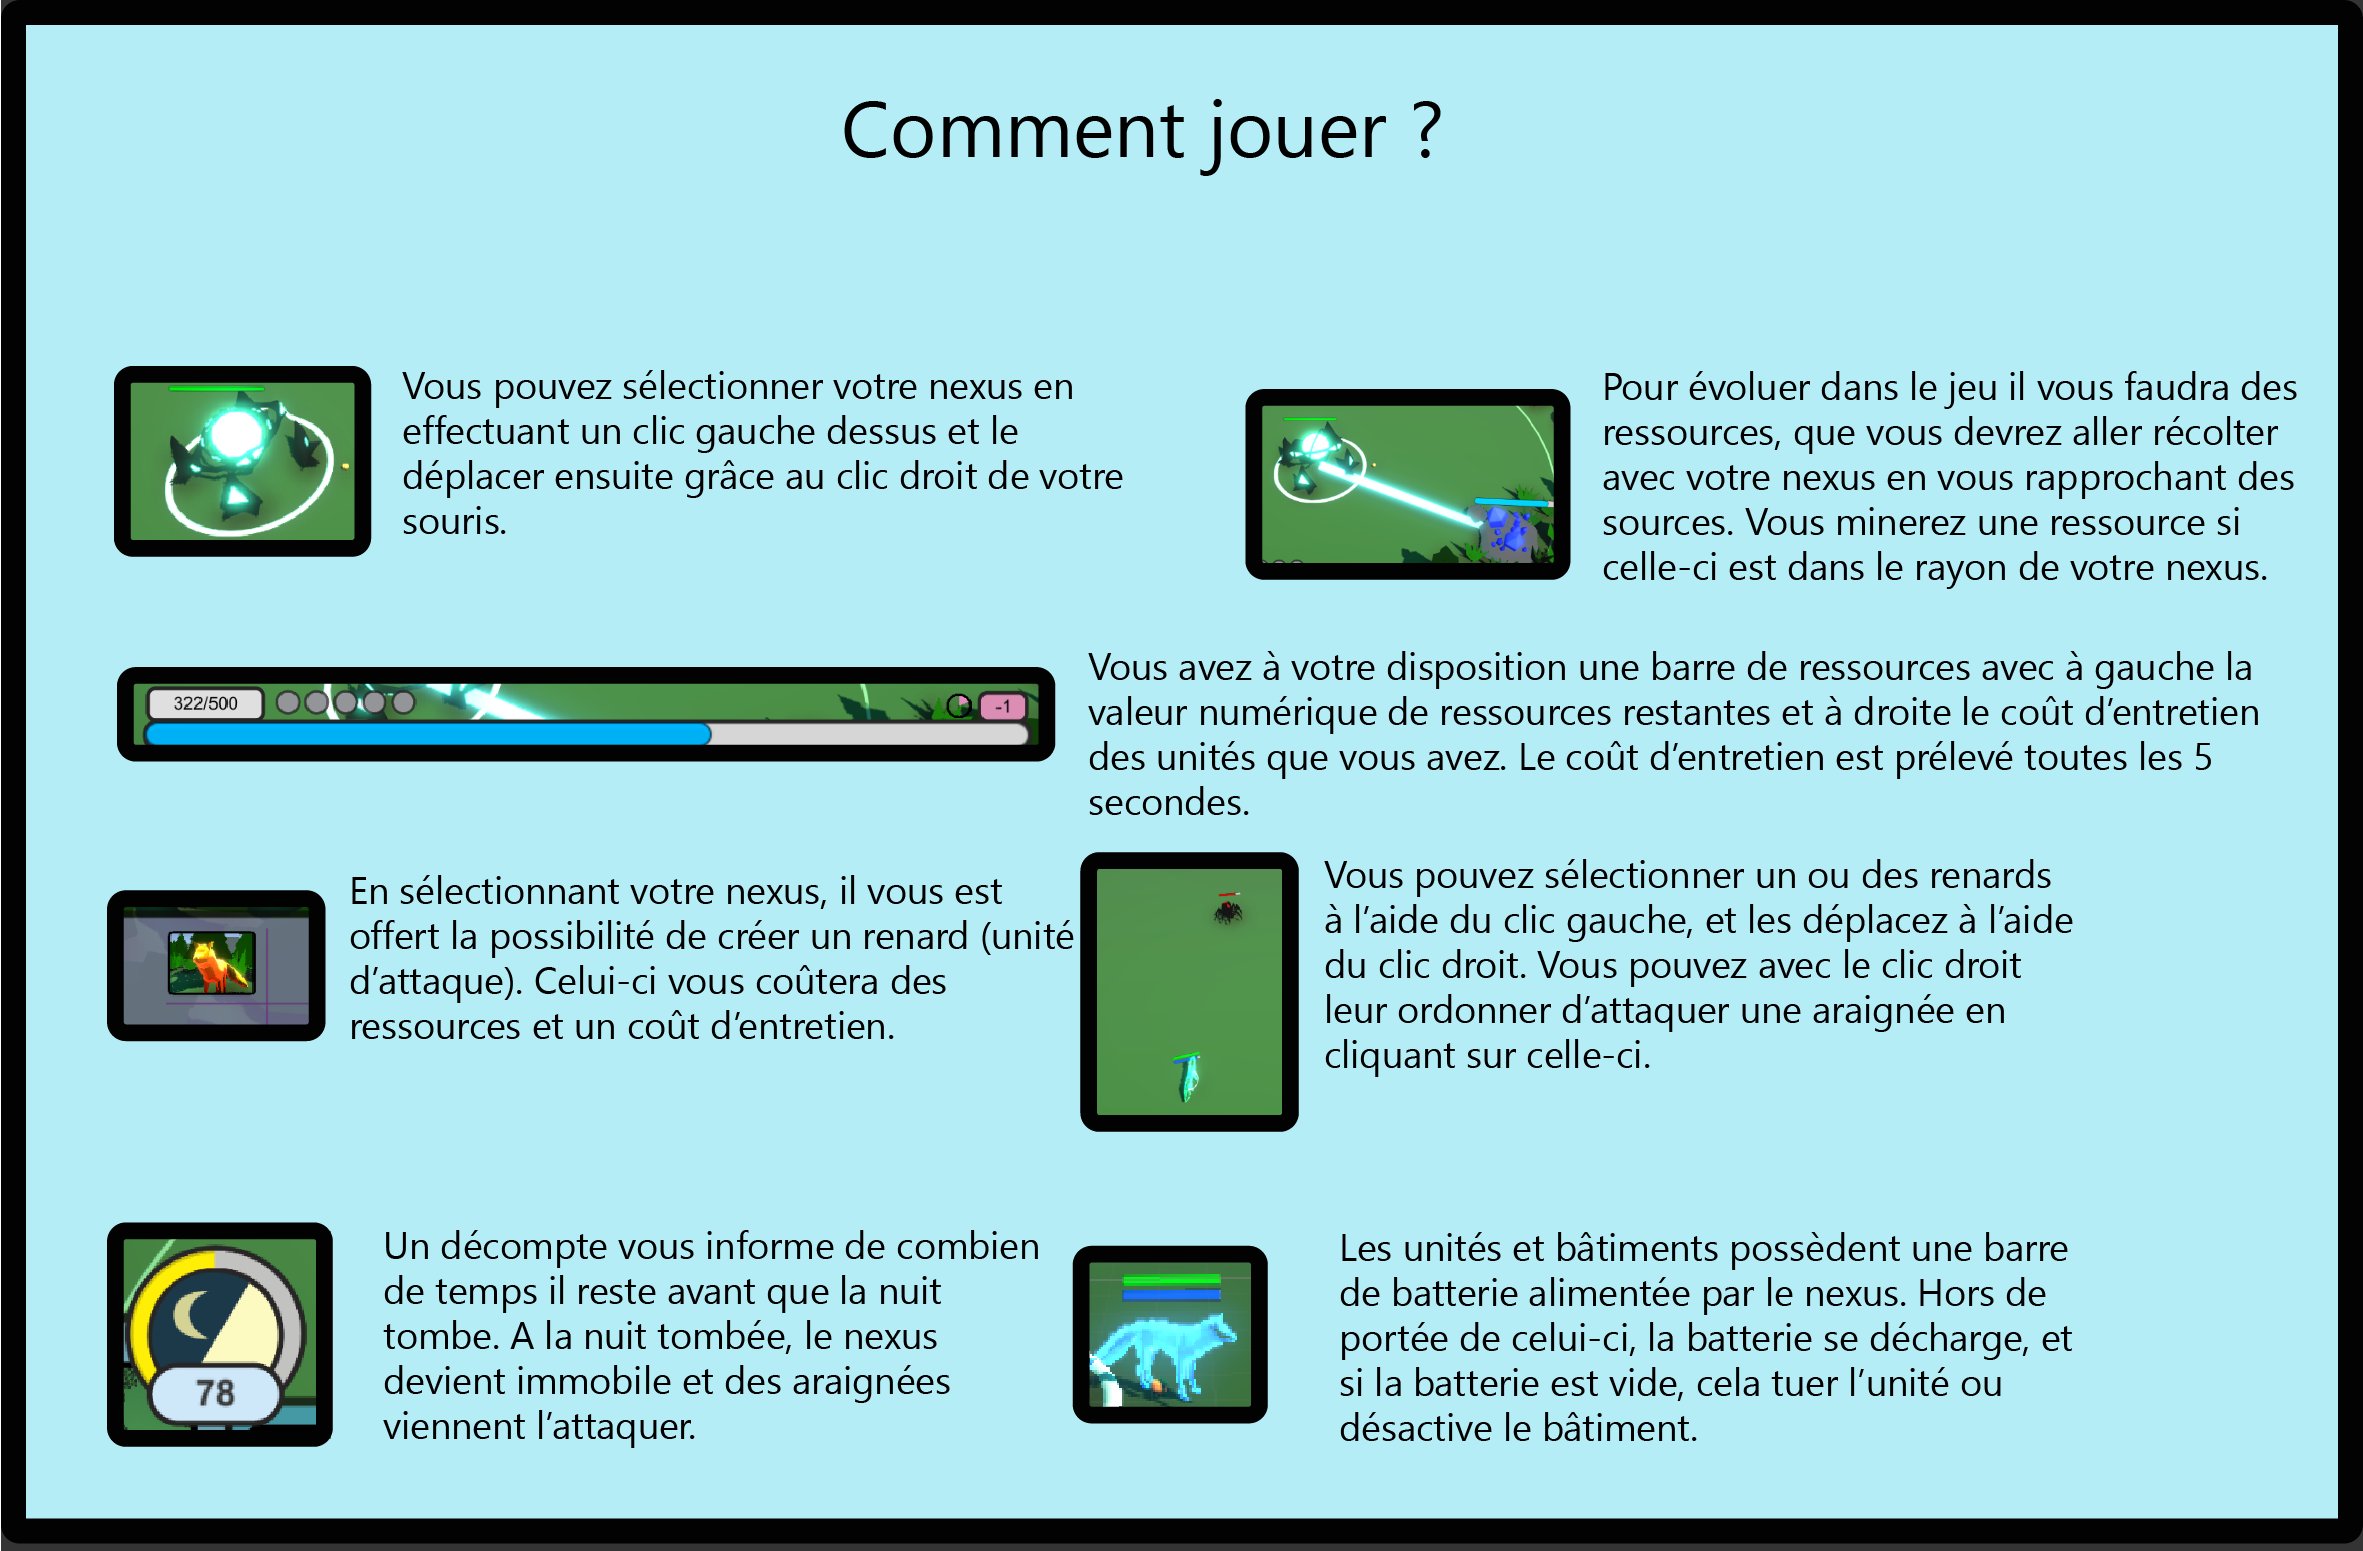 Comment jouer ?
Vous pouvez sélectionner votre nexus en
effectuant un clic gauche dessus et le
déplacer ensuite grâce au clic droit de votre
souris.
Pour évoluer dans le jeu il vous faudra des
ressources, que vous devrez aller récolter
avec votre nexus en vous rapprochant des
sources. Vous minerez une ressource si
celle-ci est dans le rayon de votre nexus.
322/500
-1
Vous avez à votre disposition une barre de ressources avec à gauche la
valeur numérique de ressources restantes et à droite le coût d’entretien
des unités que vous avez. Le coût d’entretien est prélevé toutes les 5
secondes.
En sélectionnant votre nexus, il vous est
offert la possibilité de créer un renard (unité
d’attaque). Celui-ci vous coûtera des
ressources et un coût d’entretien.
Vous pouvez sélectionner un ou des renards
à l’aide du clic gauche, et les déplacez à l’aide
du clic droit. Vous pouvez avec le clic droit
leur ordonner d’attaquer une araignée en
cliquant sur celle-ci.
78
Un décompte vous informe de combien
de temps il reste avant que la nuit
tombe. A la nuit tombée, le nexus
devient immobile et des araignées
viennent l’attaquer.
Les unités et bâtiments possèdent une barre
de batterie alimentée par le nexus. Hors de
portée de celui-ci, la batterie se décharge, et
si la batterie est vide, cela tuer l’unité ou
désactive le bâtiment.